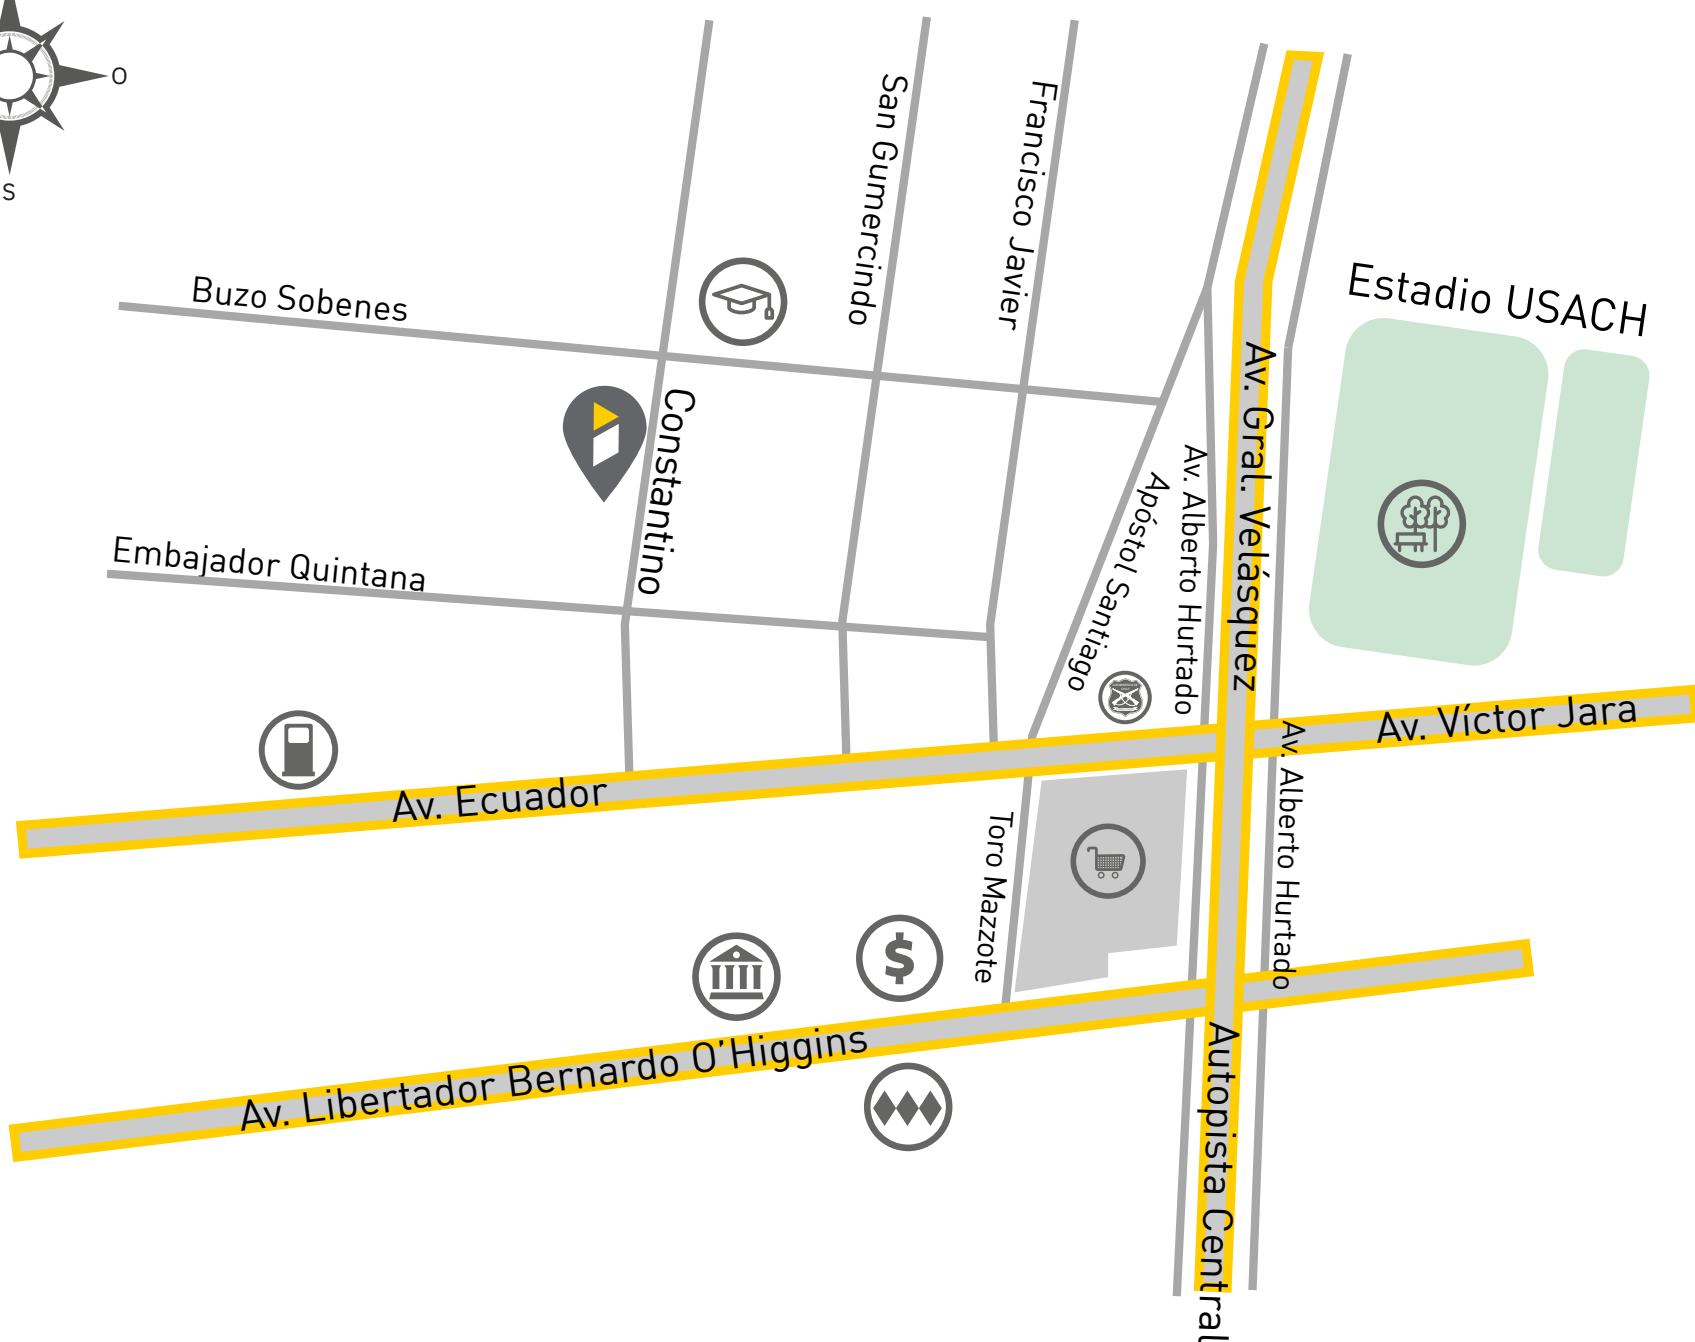 O
S
Buzo Sobenes
San Gumercindo
Francisco Javier
Estadio USACH
Constantino
Embajador Quintana
Apóstol Santiago
Av. Alberto Hurtado
Av. Gral. Velásquez
Av. Víctor Jara
Av. Ecuador
Toro Mazzote
$
Av. Alberto Hurtado
Av. Libertador Bernardo O'Higgins
Autopista Central